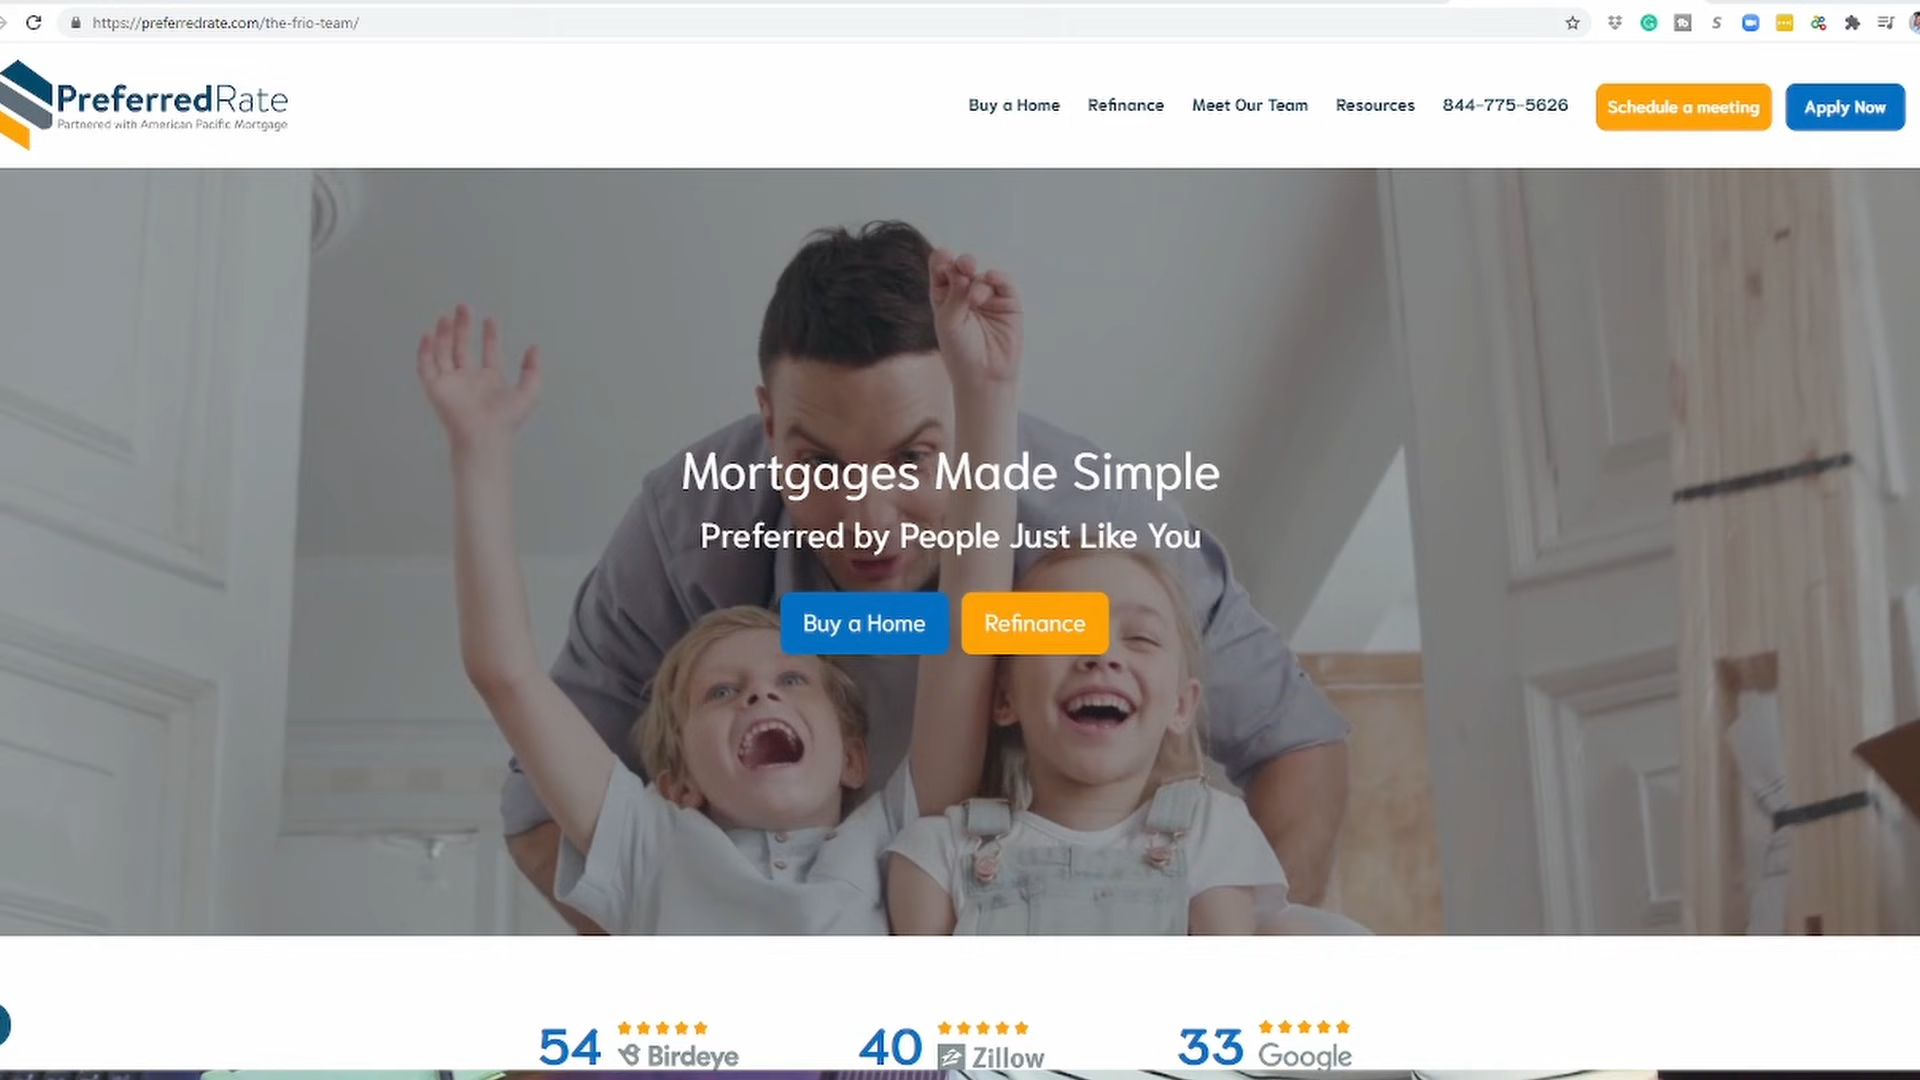 https://preferredrate.com/the-frio-team/
PreferredRate
Partnered with American Pacific Mortgage
Buy a Home
Refinance
Meet Our Team
Resources
844-775-5626
Schedule a meeting
Apply Now
Mortgages Made Simple
Preferred by People Just Like You
Buy a Home
Refinance
54 Birdeye
40 Zillow
33 Google